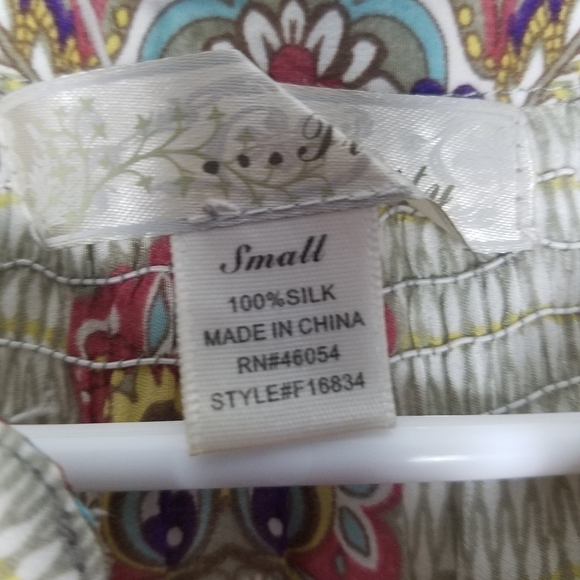 Small
100%SILK
MADE IN CHINA
RN#46054
STYLE#F16834